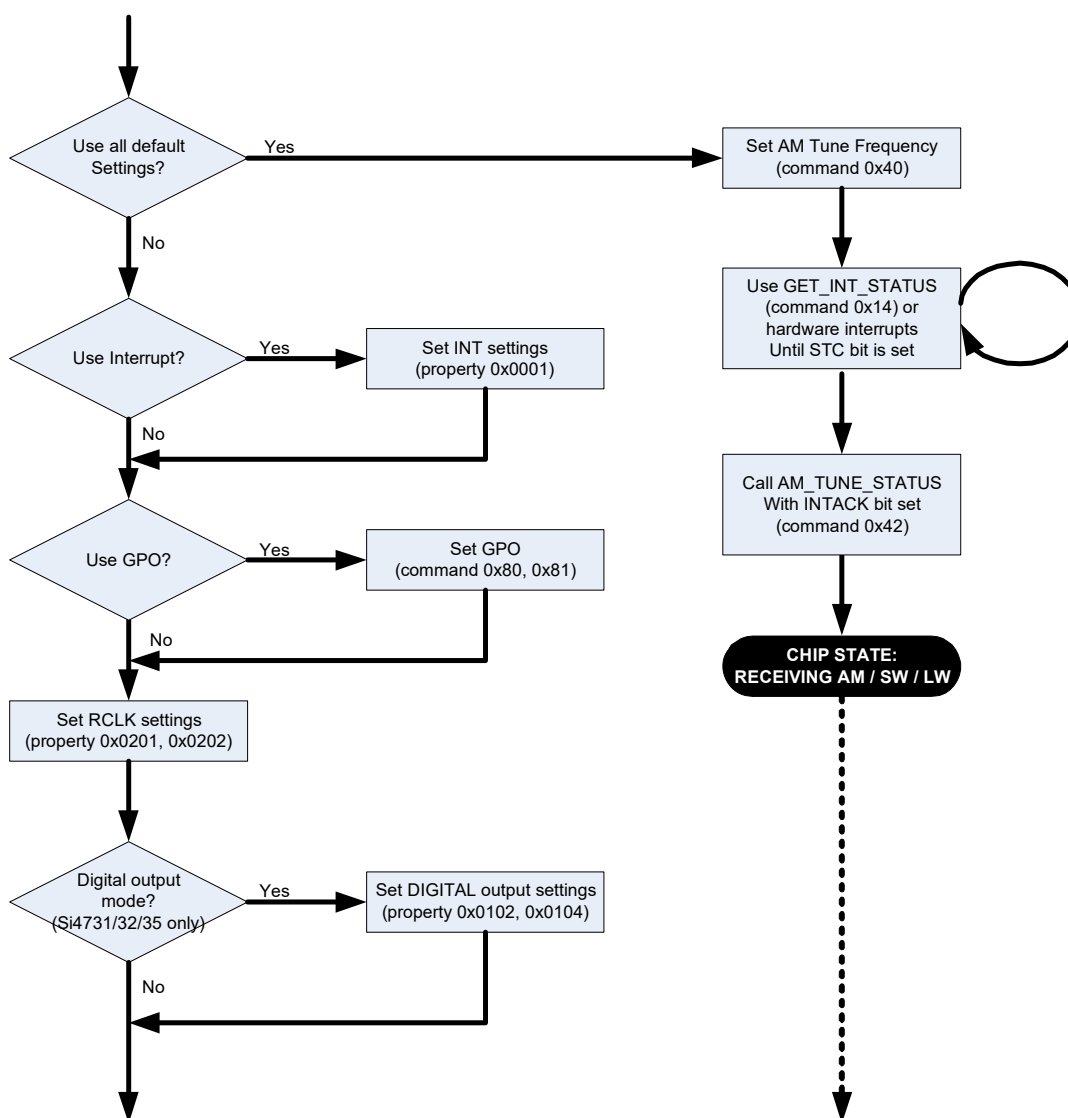 Use all default
Settings?
Yes
Set AM Tune Frequency
(command 0x40)
No
Use GET_INT_STATUS
(command 0x14) or
hardware interrupts
Until STC bit is set
Use Interrupt?
Yes
Set INT settings
(property 0x0001)
No
Call AM_TUNE_STATUS
With INTACK bit set
(command 0x42)
Use GPO?
Yes
Set GPO
(command 0x80, 0x81)
No
CHIP STATE:
RECEIVING AM / SW / LW
Set RCLK settings
(property 0x0201, 0x0202)
Digital output
mode?
(Si4731/32/35 only)
Yes
Set DIGITAL output settings
(property 0x0102, 0x0104)
No